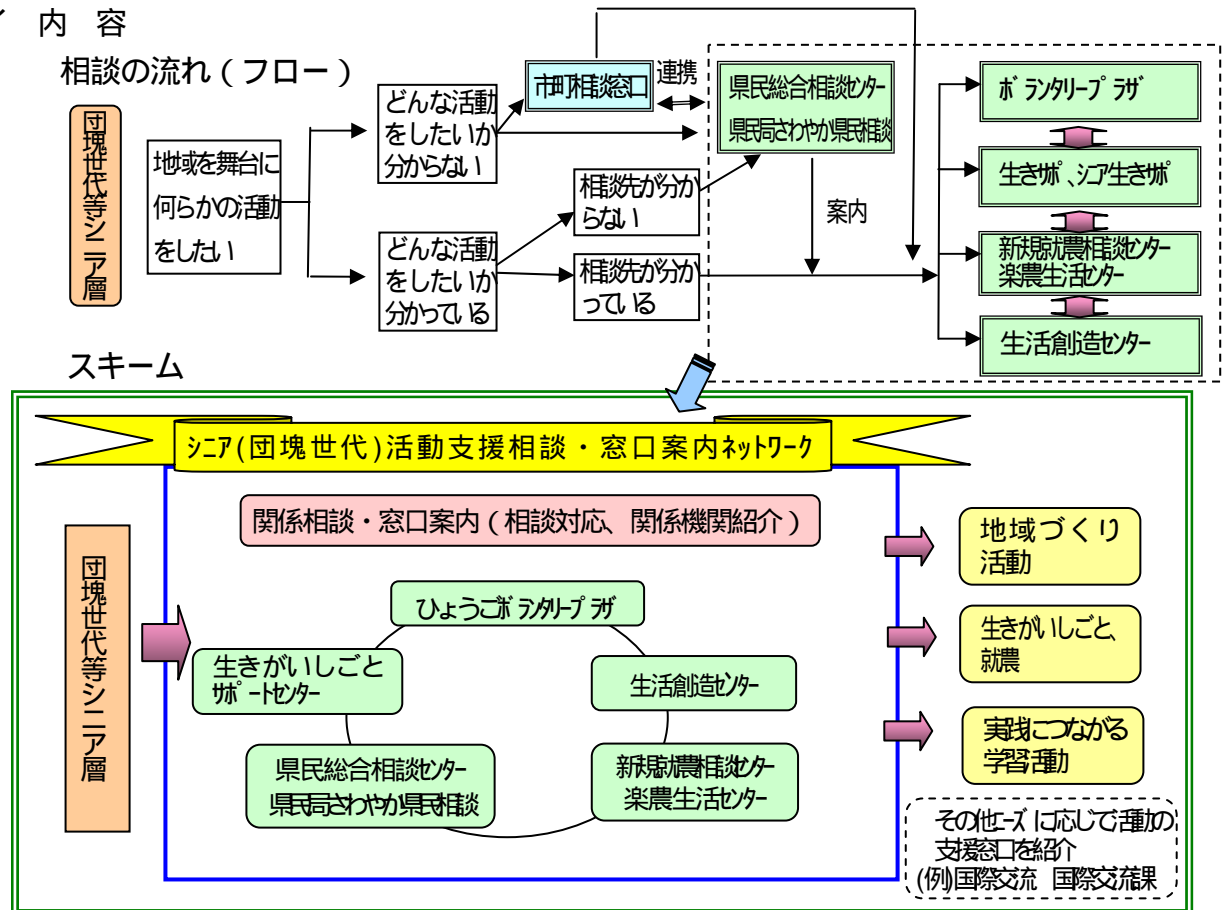 イ 内 容
相談の流れ(フロー)
団塊世代等シニア層
地域を舞台に
何らかの活動
をしたい
どんな活動
をしたいか
分からない
どんな活動
をしたいか
分かっている
市町相談窓口
連携
県民総合相談センター
県民局さわやか県民相談
相談先が分か
らない
相談先が分か
っている
案内
ボランタリープラザ
生きサポ、シニア生きサポ
新規就農相談センター
楽農生活センター
生活創造センター
スキーム
シニア(団塊世代)活動支援相談・窓口案内ネットワーク
団塊世代等シニア層
関係相談・窓口案内(相談対応、関係機関紹介)
ひょうごボランタリープラザ
生きがいしごと
サポートセンター
生活創造センター
県民総合相談センター
県民局さわやか県民相談
新規就農相談センター
楽農生活センター
地域づくり
活動
生きがいしごと、
就農
実践につながる
学習活動
その他ニーズに応じて活動の
支援窓口を紹介
(例)国際交流 国際交流課